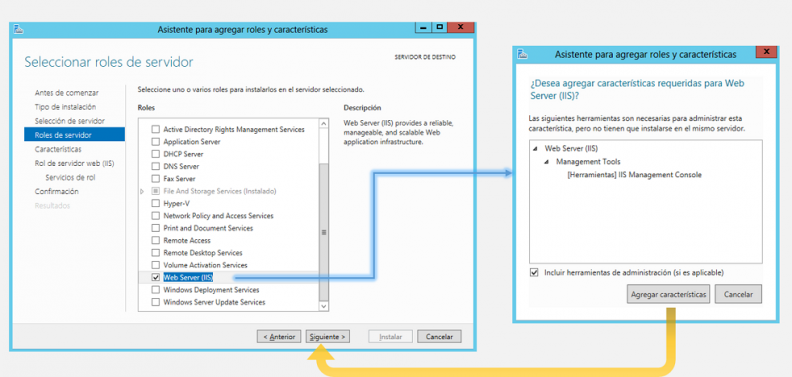 Asistente para agregar roles y características
Seleccionar roles de servidor
SERVIDOR DE DESTINO
Antes de comenzar
Tipo de instalación
Selección de servidor
Roles de servidor
Características
Rol de servidor web (IIS)
Servicios de rol
Confirmación
Resultados
Seleccione uno o varios roles para instalarlos en el servidor seleccionado.
Roles
Active Directory Rights Management Services
Application Server
DHCP Server
DNS Server
Fax Server
File And Storage Services (Instalado)
Hyper-V
Network Policy and Access Services
Print and Document Services
Remote Access
Remote Desktop Services
Volume Activation Services
Web Server (IIS)
Windows Deployment Services
Windows Server Update Services
Descripción
Web Server (IIS) provides a reliable,
manageable, and scalable Web
application infrastructure.
< Anterior
Siguiente >
Instalar
Cancelar
Asistente para agregar roles y características
¿Desea agregar características requeridas para Web
Server (IIS)?
Las siguientes herramientas son necesarias para administrar esta
característica, pero no tienen que instalarse en el mismo servidor.
Web Server (IIS)
Management Tools
[Herramientas] IIS Management Console
Incluir herramientas de administración (si es aplicable)
Agregar características
Cancelar